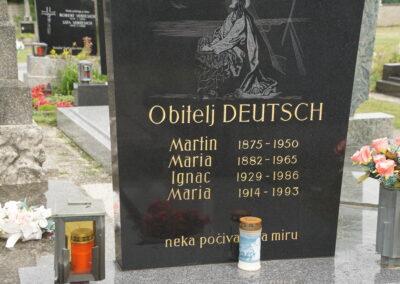 Obitelj DEUTSCH
Martin 1875-1950
Maria 1882-1965
Ignac 1929-1986
Maria 1914-1993
neka počiva miru